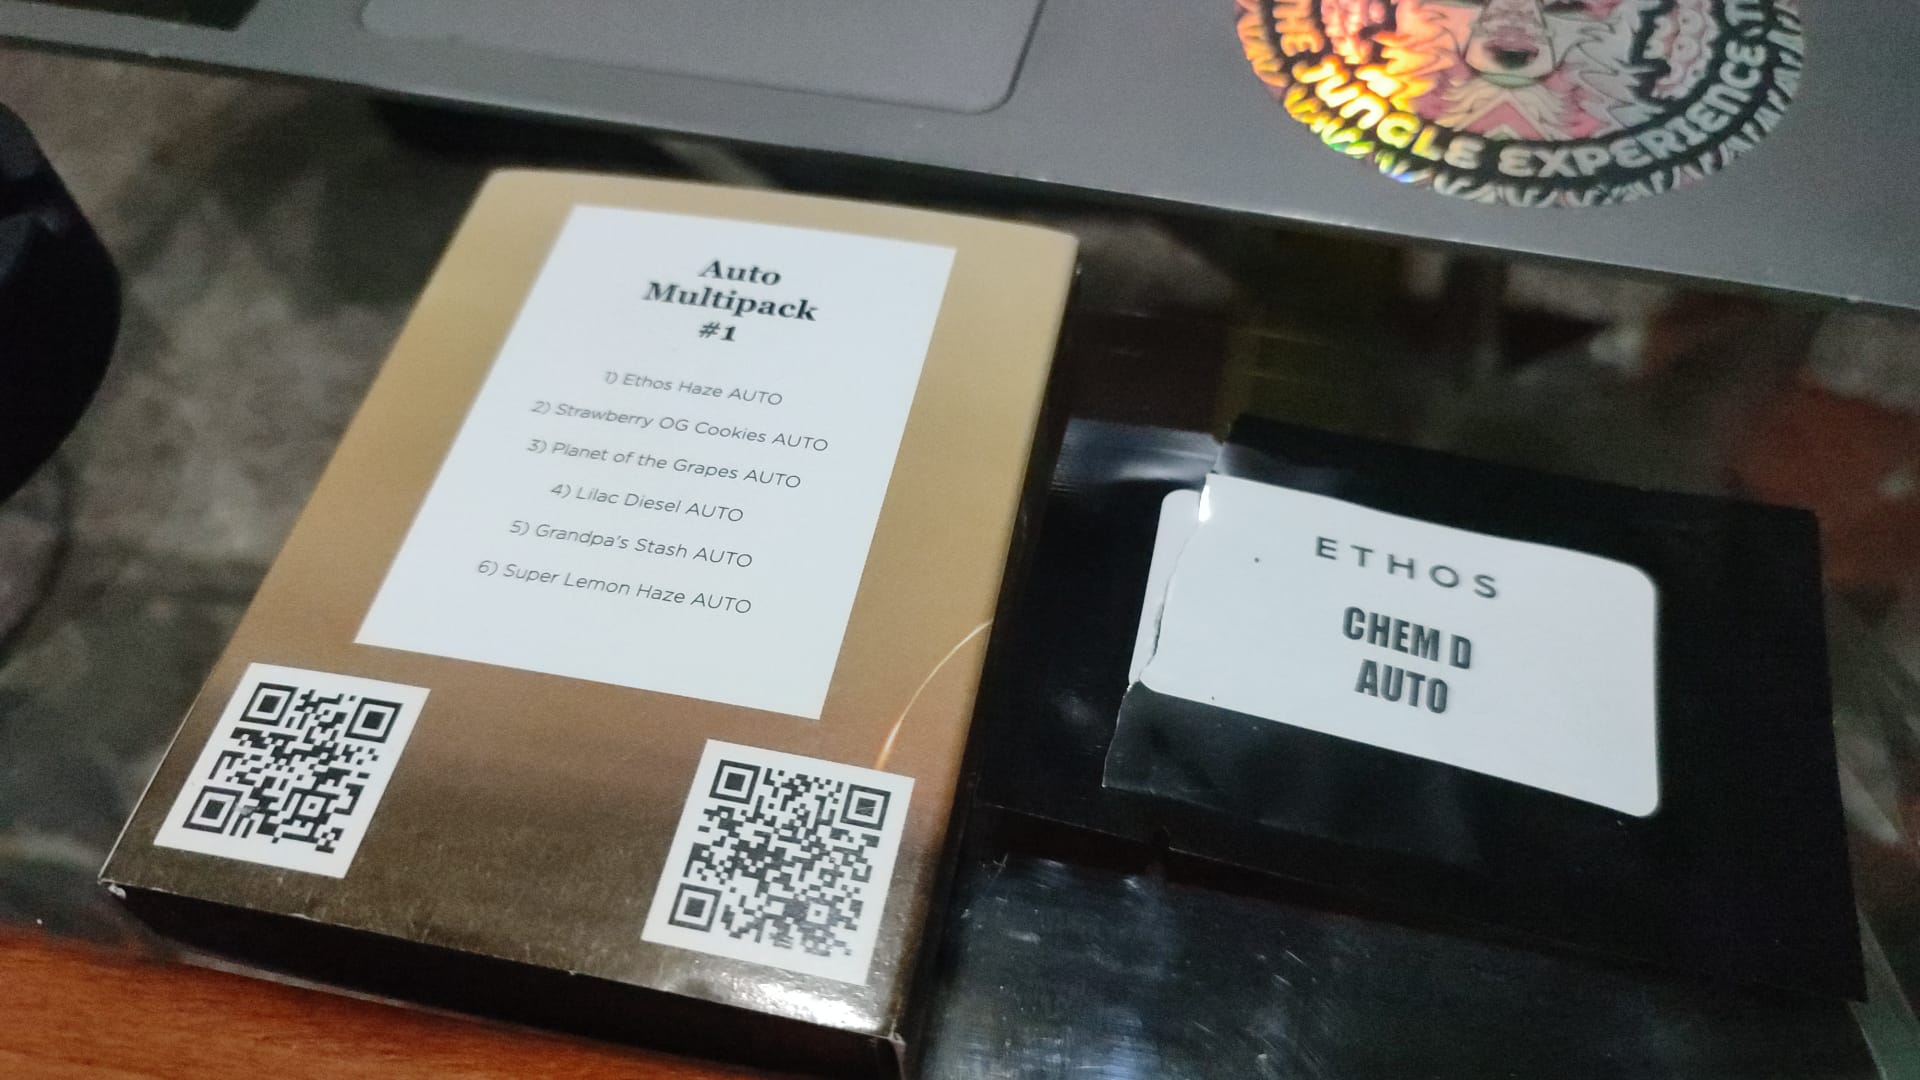 THE JUNGLE EXPERIENCE
Auto
Multipack
#1
1) Ethos Haze AUTO
2) Strawberry OG Cookies AUTO
3) Planet of the Grapes AUTO
4) Lilac Diesel AUTO
5) Grandpa's Stash AUTO
6) Super Lemon Haze AUTO
ETHOS
CHEM D
AUTO